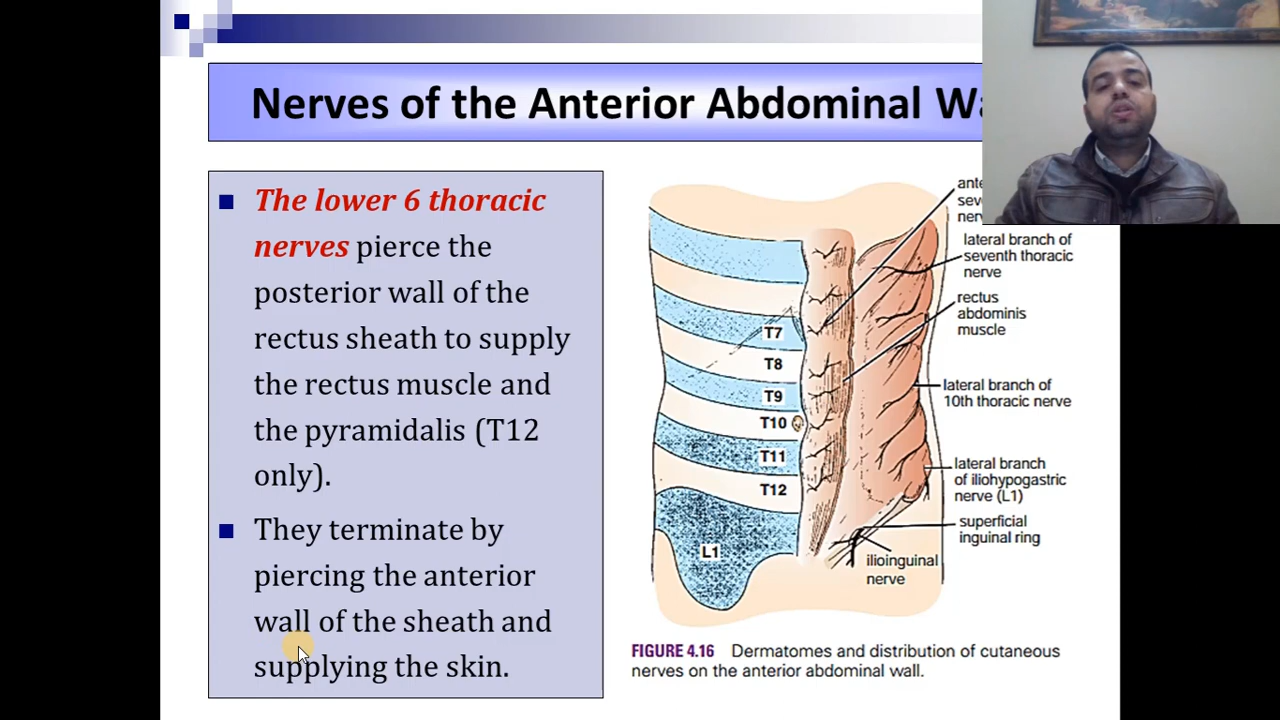 Nerves of the Anterior Abdominal
The lower 6 thoracic
nerves pierce the
posterior wall of the
rectus sheath to supply
the rectus muscle and
the pyramidalis (T12
only).
They terminate by
piercing the anterior
wall of the sheath and
supplying the skin.
lateral branch of
seventh thoracic
nerve
rectus
abdominis
muscle
lateral branch of
10th thoracic nerve
lateral branch
of iliohypogastric
nerve (L1)
superficial
inguinal ring
ilioinguinal
nerve
T7
T8
T9
T10
T11
T12
L1
FIGURE 4.16 Dermatomes and distribution of cutaneous
nerves on the anterior abdominal wall.